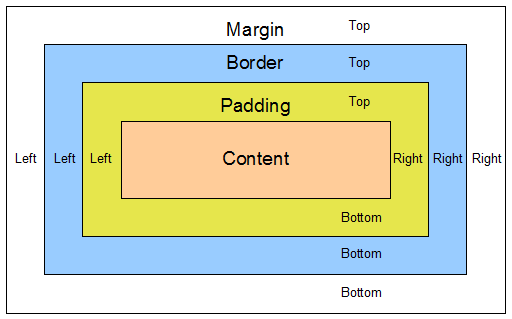 Margin Top
Border Top
Padding Top
Left Left Left Content Right Right Right
Bottom
Bottom
Bottom